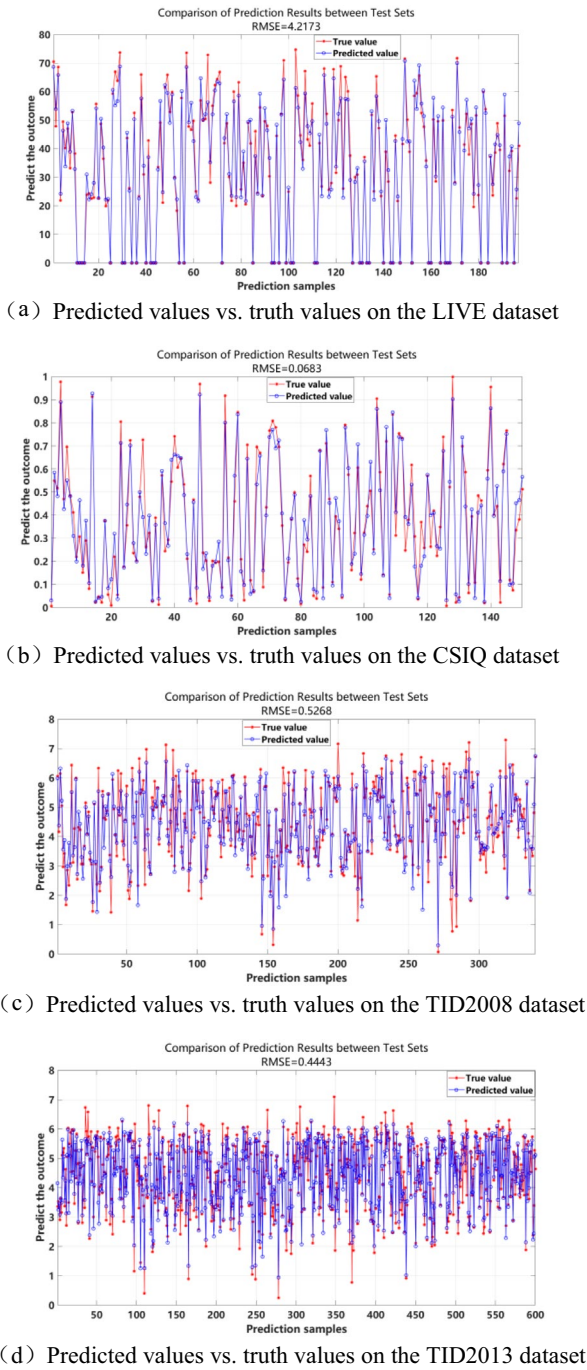 Comparison of Prediction Results between Test Sets
RMSE=4.2173
80
70
60
50
40
30
20
10
0
Predict the outcome
True value
Predicted value
20 40 60 80 100 120 140 160 180
Prediction samples
(a) Predicted values vs. truth values on the LIVE dataset
Comparison of Prediction Results between Test Sets
RMSE=0.0683
1
0.9
0.8
0.7
0.6
0.5
0.4
0.3
0.2
0.1
0
Predict the outcome
True value
Predicted value
20 40 60 80 100 120 140
Prediction samples
(b) Predicted values vs. truth values on the CSIQ dataset
Comparison of Prediction Results between Test Sets
RMSE=0.5268
8
7
6
5
4
3
2
1
0
Predict the outcome
True value
Predicted value
50 100 150 200 250 300
Prediction samples
(c) Predicted values vs. truth values on the TID2008 dataset
Comparison of Prediction Results between Test Sets
RMSE=0.4443
8
7
6
5
4
3
2
1
0
Predict the outcome
True value
Predicted value
50 100 150 200 250 300 350 400 450 500 550 600
Prediction samples
(d) Predicted values vs. truth values on the TID2013 dataset